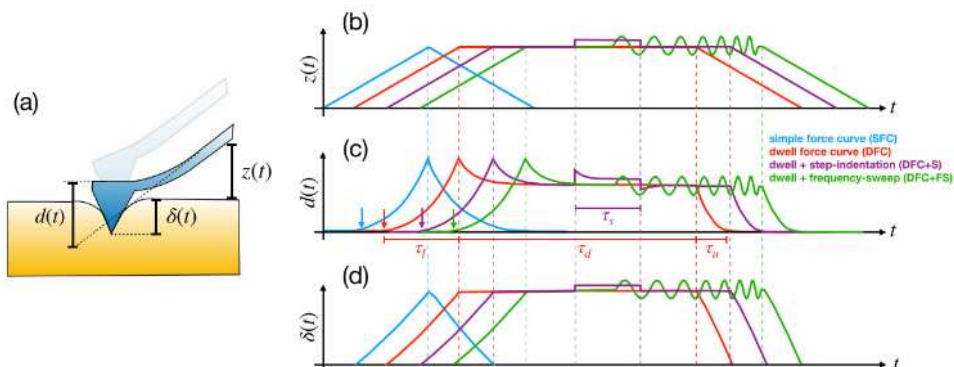 (a)
d(t)
δ(t)
z(t)
(b)
z(t)
t
simple force curve (SFC)
dwell force curve (DFC)
dwell + step-indentation (DFC+S)
dwell + frequency-sweep (DFC+FS)
(c)
d(t)
τs
t
τl
τd
τu
(d)
δ(t)
t